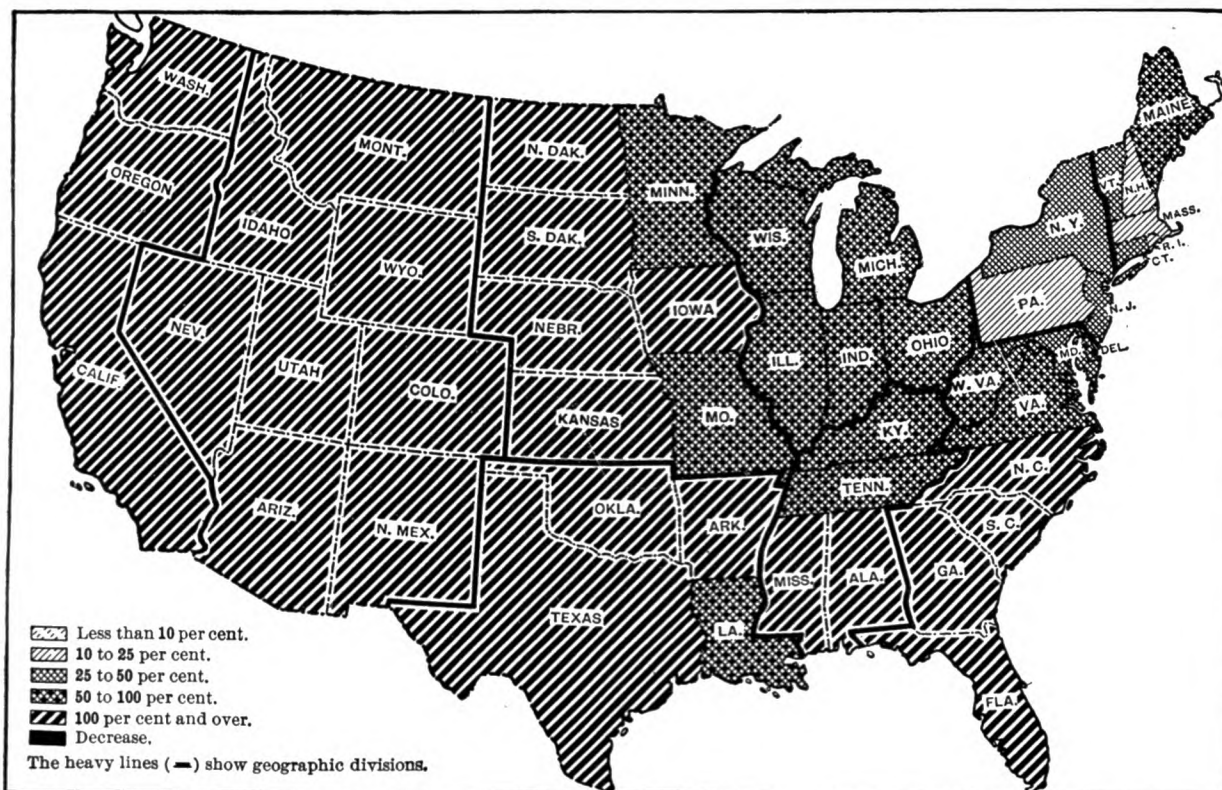 WASH.
MONT.
N. DAK.
MINN.
MAINE
OREGON
IDAHO
S. DAK.
WIS.
VT.
N.H.
MASS.
N. Y.
R. I.
CT.
WYO.
MICH.
NEBR.
IOWA
PA.
N. J.
NEV.
UTAH
COLO.
ILL.
IND.
OHIO
MD.
DEL.
W. VA.
VA.
CALIF.
KANSAS
MO.
KY.
N. C.
TENN.
ARIZ.
N. MEX.
OKLA.
ARK.
S. C.
MISS.
ALA.
GA.
TEXAS
LA.
FLA.
Less than 10 per cent.
10 to 25 per cent.
25 to 50 per cent.
50 to 100 per cent.
100 per cent and over.
Decrease.
The heavy lines (▬) show geographic divisions.